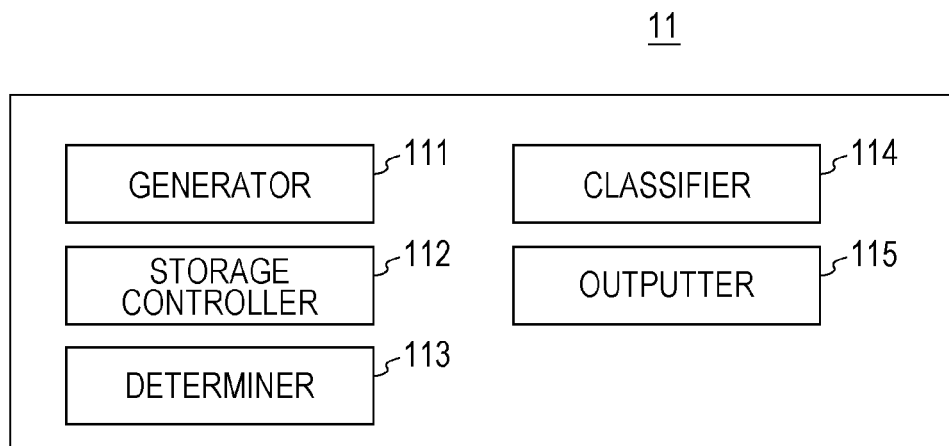 11
GENERATOR
111
STORAGE
CONTROLLER
112
DETERMINER
113
CLASSIFIER
114
OUTPUTTER
115